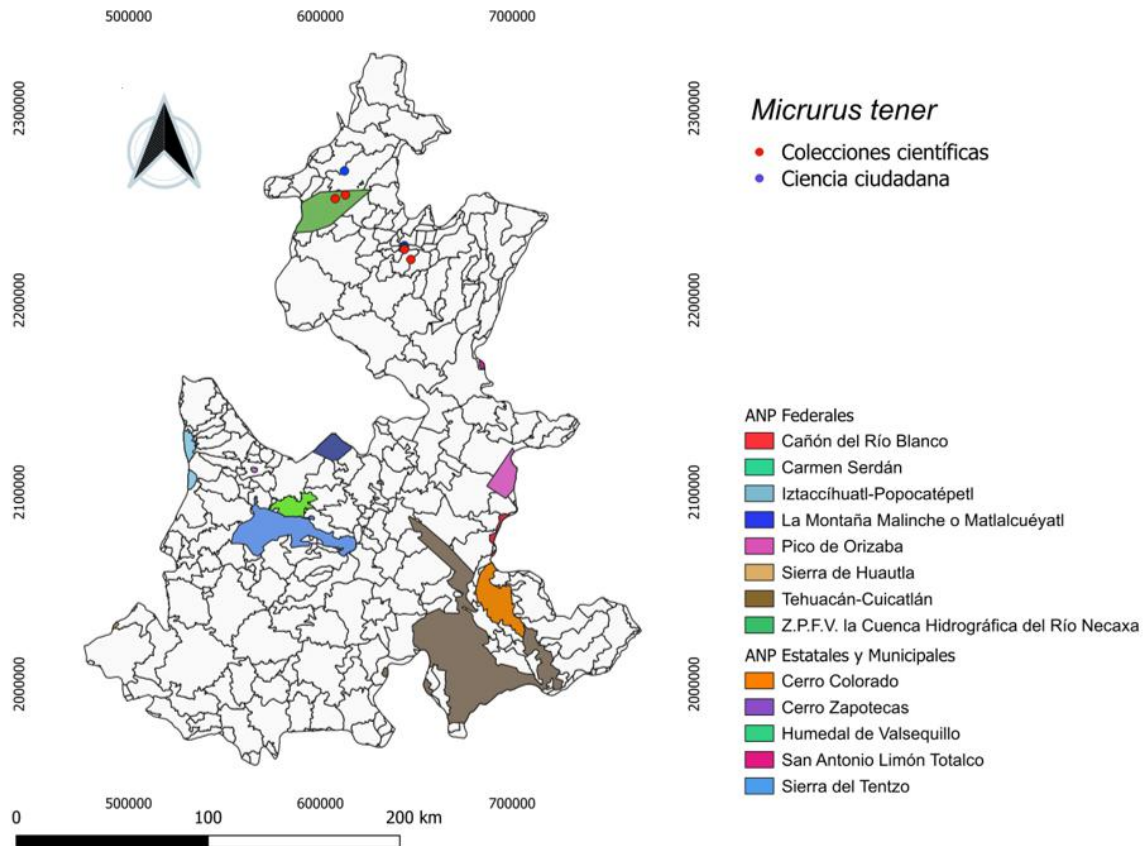 500000 600000 700000
2300000
2200000
2100000
2000000
2300000
2200000
2100000
2000000
500000 600000 700000
0 100 200 km
Micrurus tener
Colecciones científicas
Ciencia ciudadana
ANP Federales
Cañón del Río Blanco
Carmen Serdán
Iztaccíhuatl-Popocatépetl
La Montaña Malinche o Matlalcuéyatl
Pico de Orizaba
Sierra de Huautla
Tehuacán-Cuicatlán
Z.P.F.V. la Cuenca Hidrográfica del Río Necaxa
ANP Estatales y Municipales
Cerro Colorado
Cerro Zapotecas
Humedal de Valsequillo
San Antonio Limón Totalco
Sierra del Tentzo